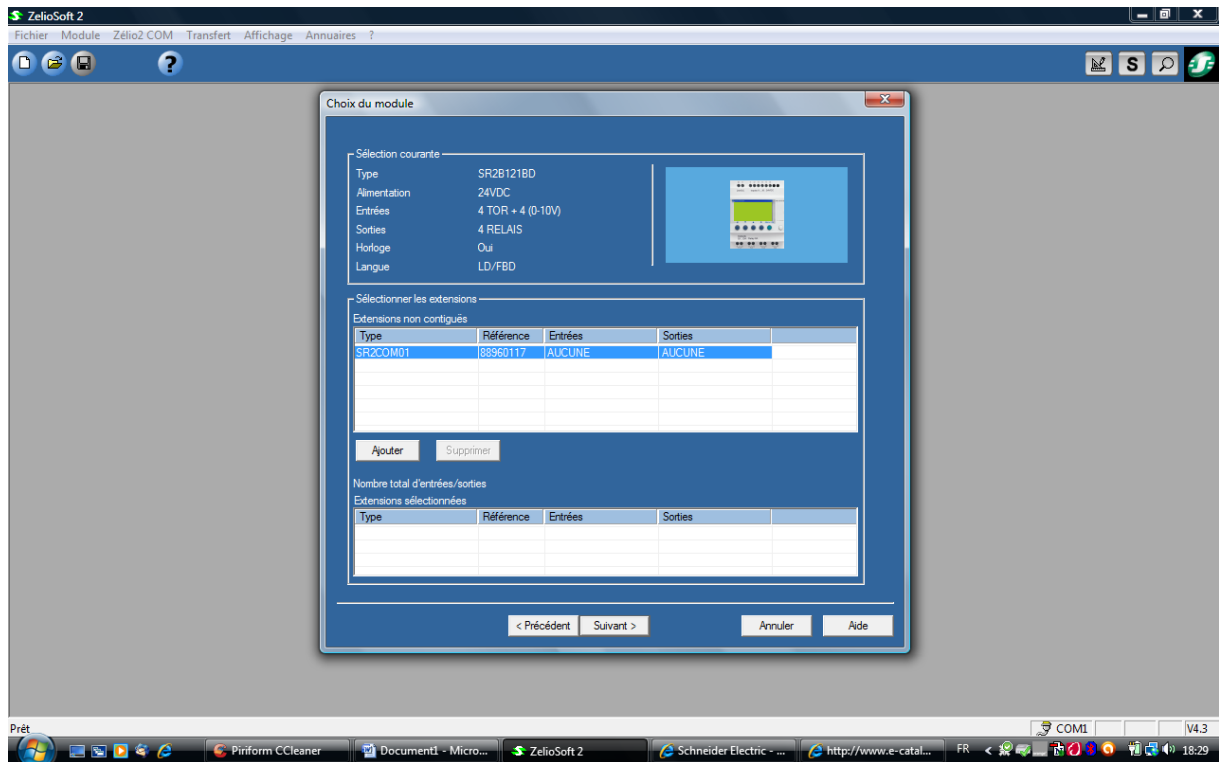 ZelioSoft 2
Fichier Module Zélio2 COM Transfert Affichage Annuaires ?
?
S
Choix du module
Sélection courante
Type SR2B121BD
Alimentation 24VDC
Entrées 4 TOR + 4 (0-10V)
Sorties 4 RELAIS
Horloge Oui
Langue LD/FBD
Sélectionner les extensions
Extensions non contiguës
Type Référence Entrées Sorties
SR2COM01 88960117 AUCUNE AUCUNE
Ajouter Supprimer
Nombre total d'entrées/sorties
Extensions sélectionnées
Type Référence Entrées Sorties
< Précédent Suivant > Annuler Aide
Prêt COM1 V4.3
Piriform CCleaner Document1 - Micro... ZelioSoft 2 Schneider Electric - ... http://www.e-catal... FR < 18:29